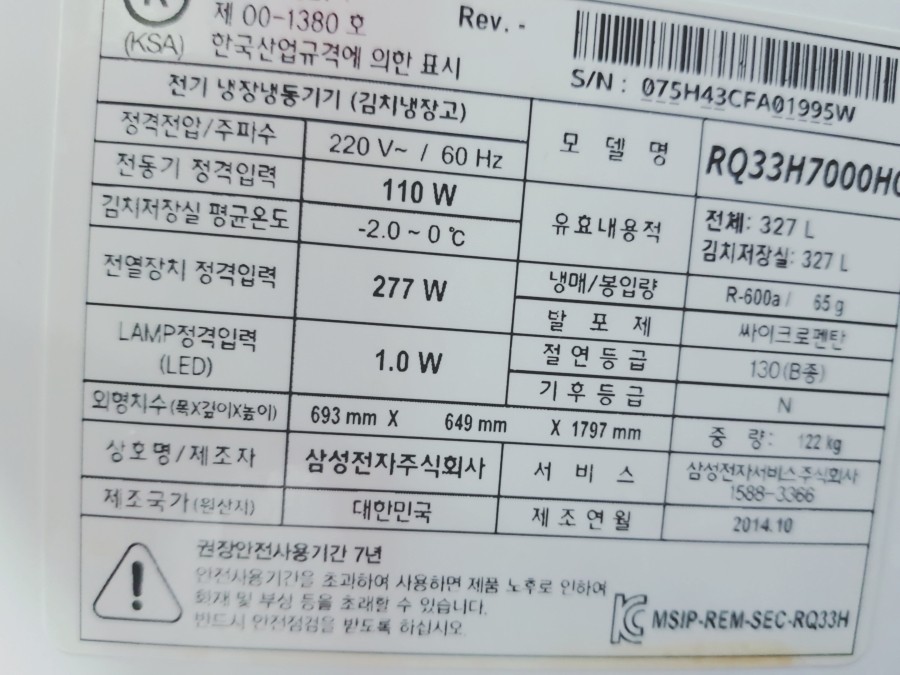 제 00-1380 호
Rev. -
(KSA) 한국산업규격에 의한 표시
S/N : 075H43CFA01995W
전기 냉장냉동기기 (김치냉장고)
정격전압/주파수 220 V~ / 60 Hz
모 델 명 RQ33H7000H
전동기 정격입력 110 W
김치저장실 평균온도 -2.0 ~ 0 ℃
유효내용적 전체: 327 L
김치저장실: 327 L
전열장치 정격입력 277 W
냉매/봉입량 R-600a / 65 g
발 포 제 싸이크로펜탄
LAMP정격입력
(LED) 1.0 W
절 연 등 급 130 (B종)
기 후 등 급 N
외형치수 (폭X깊이X높이) 693 mm X 649 mm X 1797 mm
중 량: 122 kg
상호명/제조자 삼성전자주식회사
서 비 스 삼성전자서비스 주식회사
1588-3366
제조국가 (원산지) 대한민국
제 조 연 월 2014.10
권장안전사용기간 7년
안전사용기간을 초과하여 사용하면 제품 노후로 인하여
화재 및 부상 등을 초래할 수 있습니다.
반드시 안전점검을 받도록 하십시오.
MSIP-REM-SEC-RQ33H